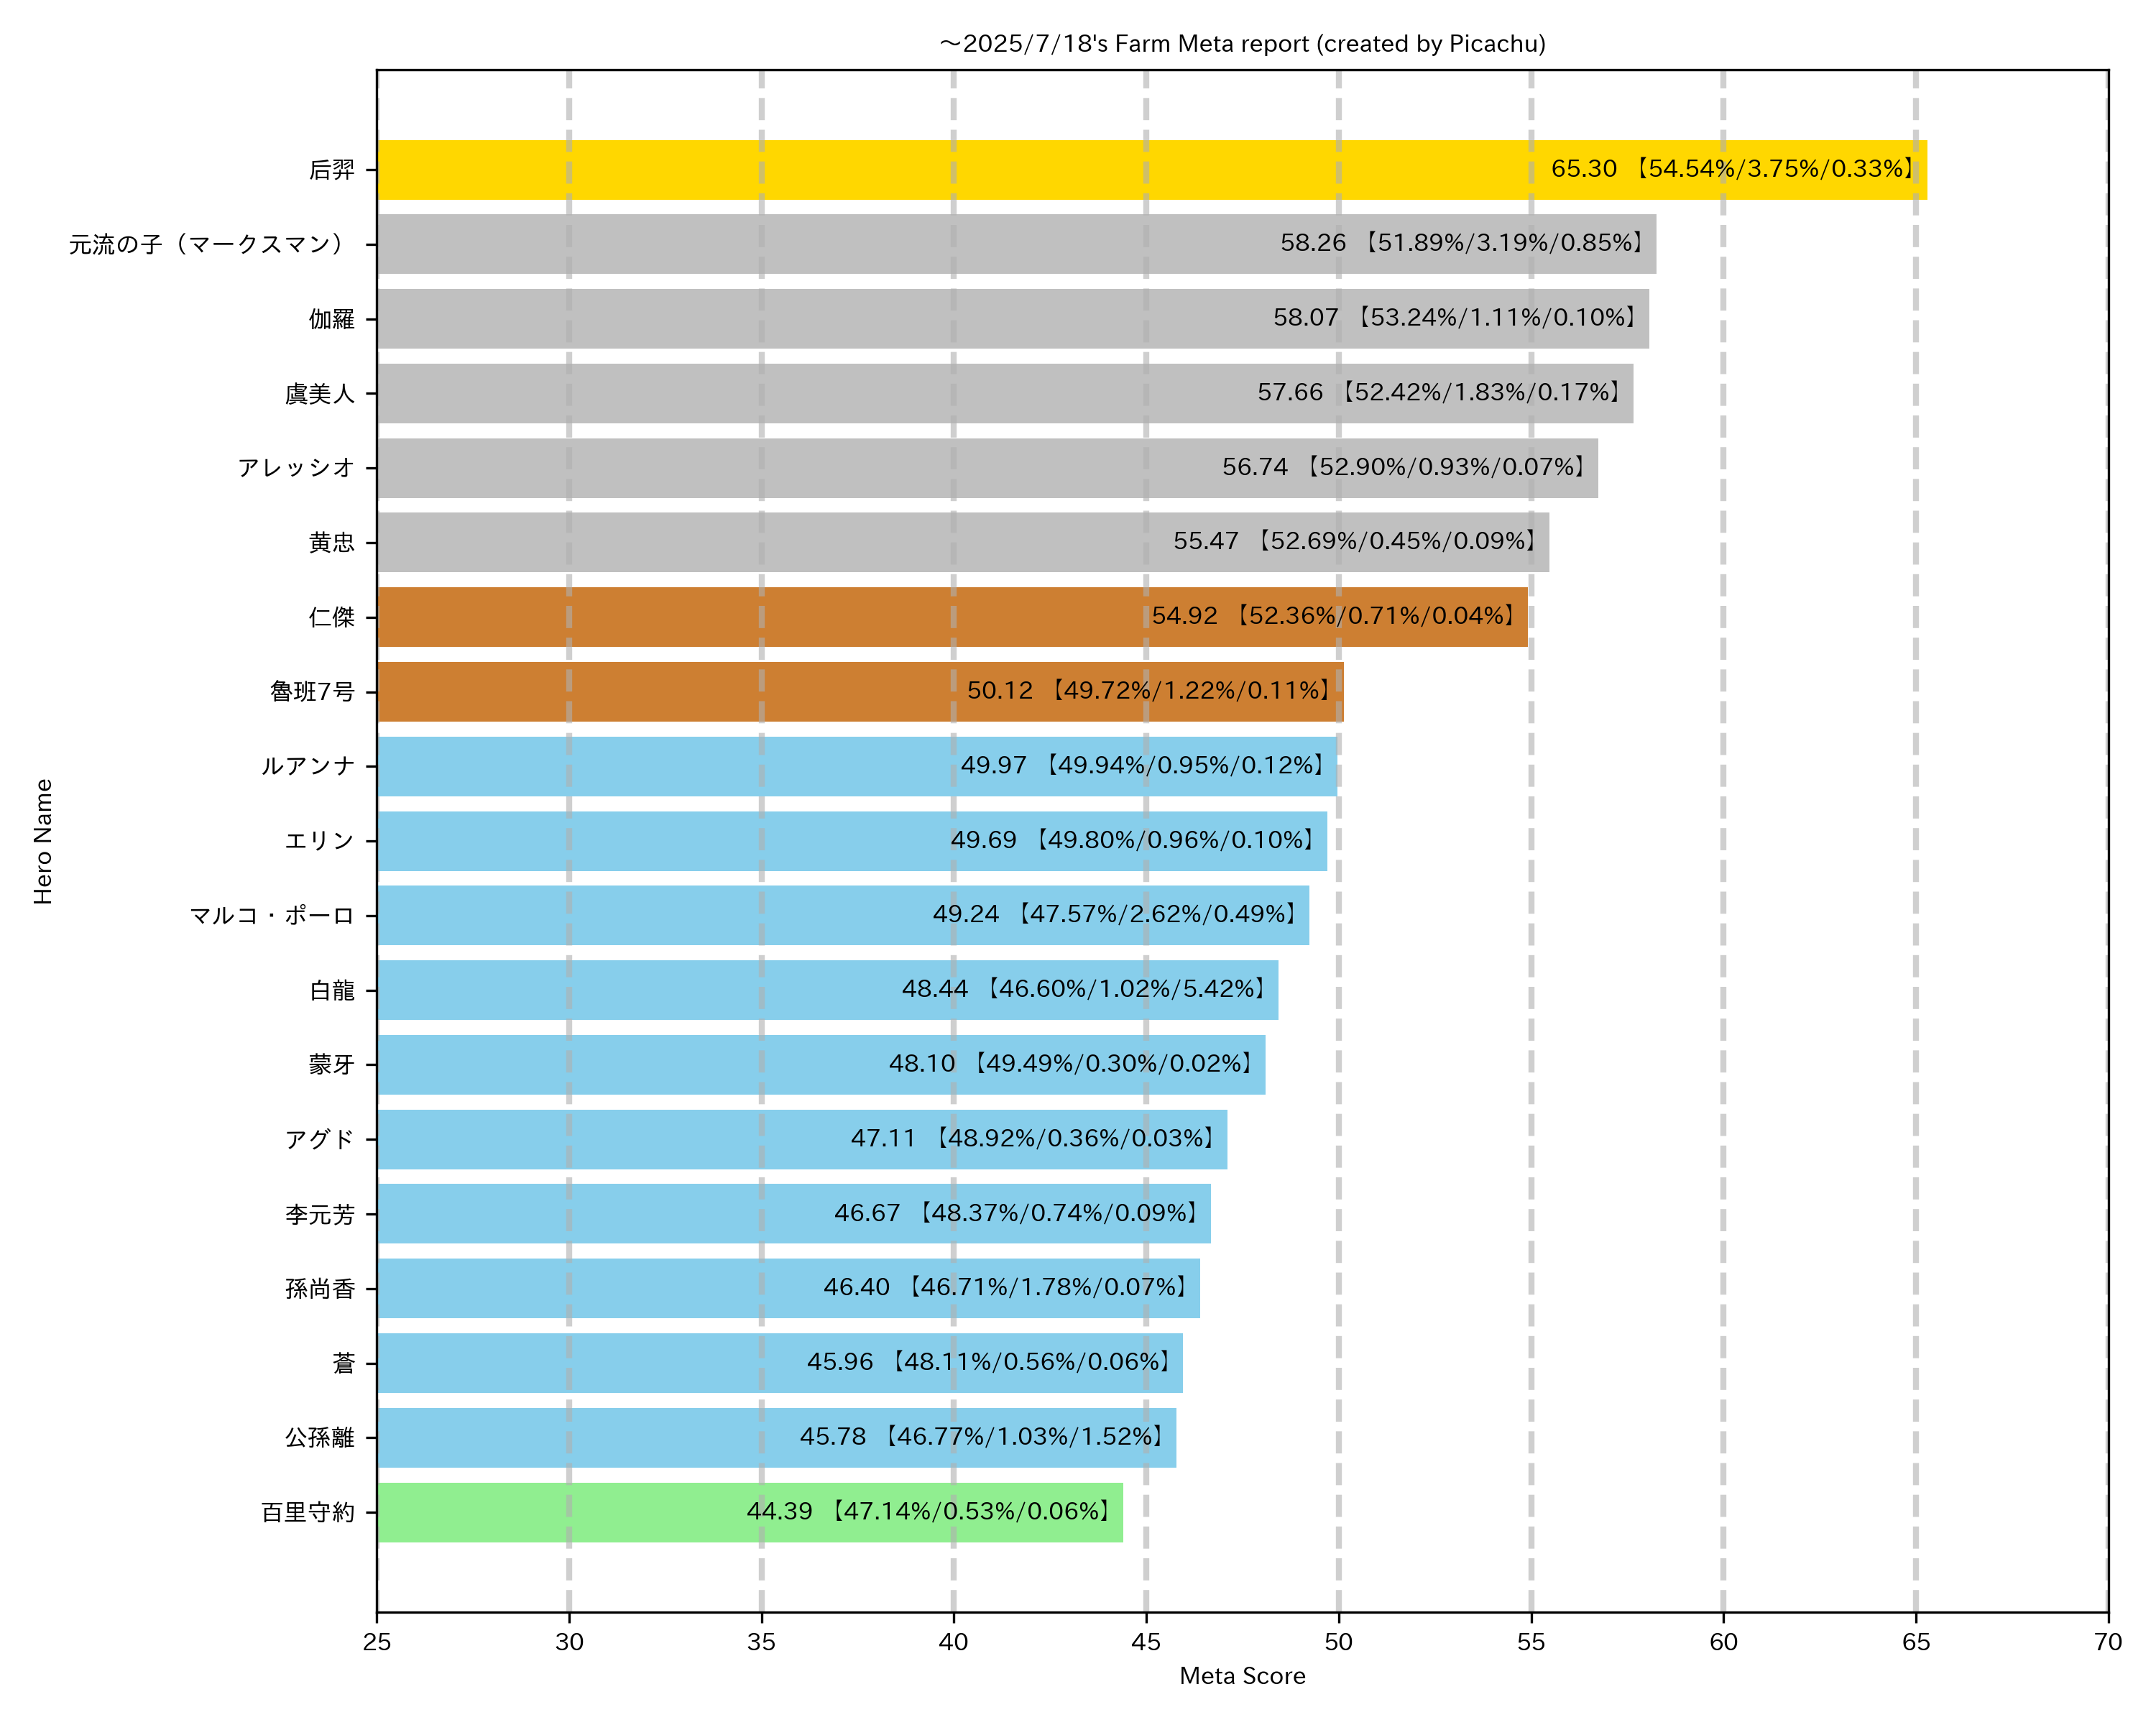 ～2025/7/18's Farm Meta report (created by Picachu)
后羿 65.30 【54.54%/3.75%/0.33%】
元流の子（マークスマン） 58.26 【51.89%/3.19%/0.85%】
伽羅 58.07 【53.24%/1.11%/0.10%】
虞美人 57.66 【52.42%/1.83%/0.17%】
アレッシオ 56.74 【52.90%/0.93%/0.07%】
黄忠 55.47 【52.69%/0.45%/0.09%】
仁傑 54.92 【52.36%/0.71%/0.04%】
魯班7号 50.12 【49.72%/1.22%/0.11%】
ルアンナ 49.97 【49.94%/0.95%/0.12%】
エリン 49.69 【49.80%/0.96%/0.10%】
マルコ・ポーロ 49.24 【47.57%/2.62%/0.49%】
白龍 48.44 【46.60%/1.02%/5.42%】
蒙牙 48.10 【49.49%/0.30%/0.02%】
アグド 47.11 【48.92%/0.36%/0.03%】
李元芳 46.67 【48.37%/0.74%/0.09%】
孫尚香 46.40 【46.71%/1.78%/0.07%】
蒼 45.96 【48.11%/0.56%/0.06%】
公孫離 45.78 【46.77%/1.03%/1.52%】
百里守約 44.39 【47.14%/0.53%/0.06%】
Hero Name
25 30 35 40 45 50 55 60 65 70
Meta Score